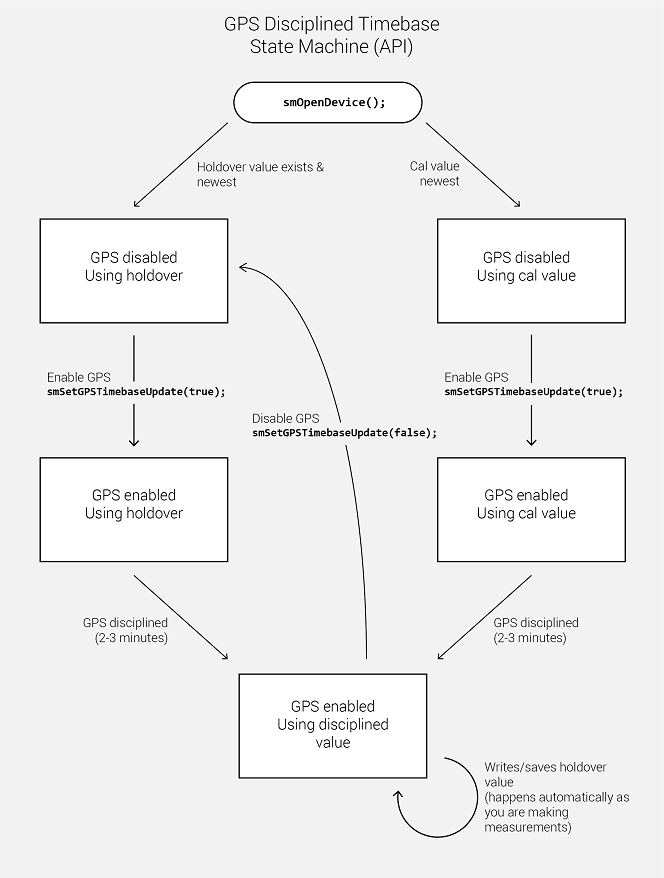 GPS Disciplined Timebase
State Machine (API)
smOpenDevice();
Holdover value exists &
newest
Cal value
newest
GPS disabled
Using holdover
GPS disabled
Using cal value
Enable GPS
smSetGPSTimebaseUpdate(true);
Enable GPS
smSetGPSTimebaseUpdate(true);
Disable GPS
smSetGPSTimebaseUpdate(false);
GPS enabled
Using holdover
GPS enabled
Using cal value
GPS disciplined
(2-3 minutes)
GPS disciplined
(2-3 minutes)
GPS enabled
Using disciplined
value
Writes/saves holdover
value
(happens automatically as
you are making
measurements)